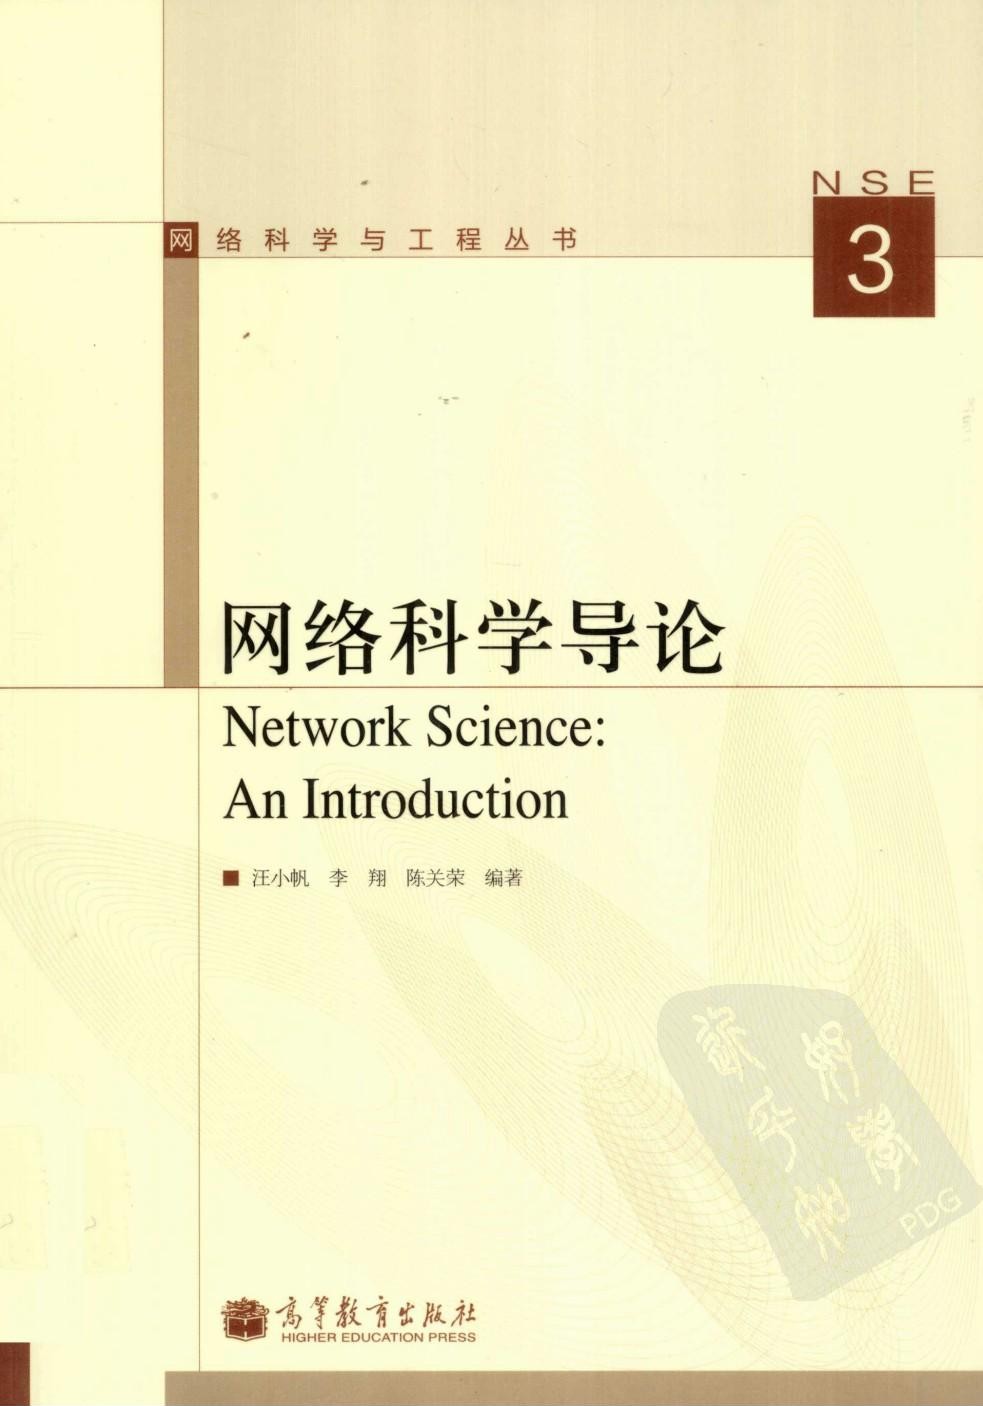 NSE
3
网络科学与工程丛书
网络科学导论
Network Science:
An Introduction
汪小帆 李 翔 陈关荣 编著
PDG
高等教育出版社
HIGHER EDUCATION PRESS